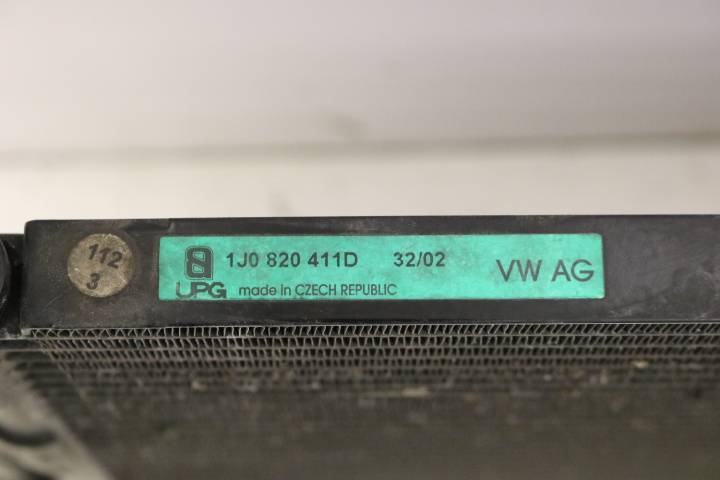 112
3
1J0 820 411D 32/02
UPG made in CZECH REPUBLIC
VW AG